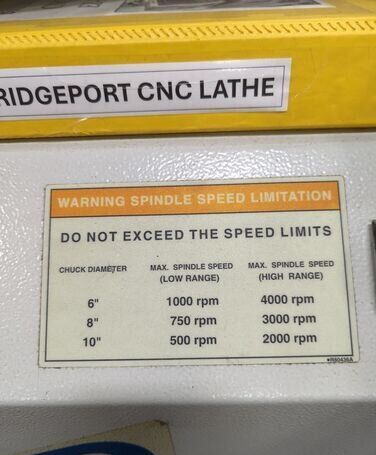 RIDGEPORT CNC LATHE
WARNING SPINDLE SPEED LIMITATION
DO NOT EXCEED THE SPEED LIMITS
CHUCK DIAMETER MAX. SPINDLE SPEED (LOW RANGE) MAX. SPINDLE SPEED (HIGH RANGE)
6" 1000 rpm 4000 rpm
8" 750 rpm 3000 rpm
10" 500 rpm 2000 rpm